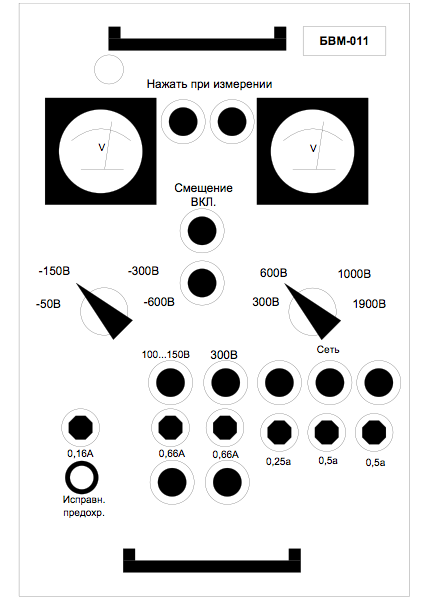 БВМ-011
Нажать при измерении
V
V
Смещение
ВКЛ.
-150В
-300В
600В
1000В
-50В
-600В
300В
1900В
Сеть
100...150В
300В
0,16А
0,66А
0,66А
0,25а
0,5а
0,5а
Исправн.
предохр.